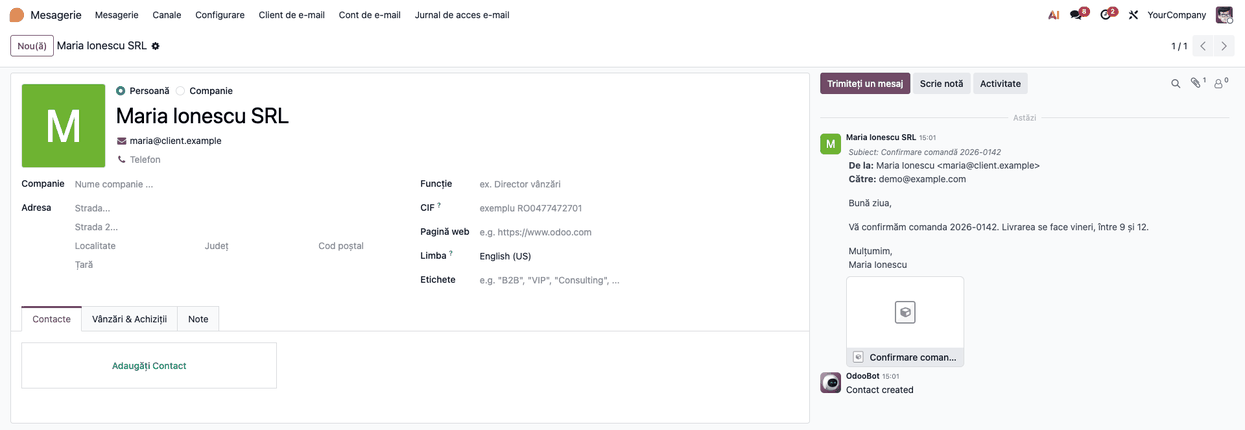 Mesagerie Mesagerie Canale Configurare Client de e-mail Cont de e-mail Jurnal de acces e-mail AI 8 2 YourCompany
Nou(ă) Maria Ionescu SRL 1 / 1
M
Persoană Companie
Maria Ionescu SRL
maria@client.example
Telefon
Companie Nume companie ...
Adresa Strada...
Strada 2...
Localitate Județ Cod poștal
Țară
Funcție ex. Director vânzări
CIF ? exemplu RO0477472701
Pagină web e.g. https://www.odoo.com
Limba ? English (US)
Etichete e.g. "B2B", "VIP", "Consulting", ...
Contacte Vânzări & Achiziții Note
Adaugăți Contact
Trimiteți un mesaj Scrie notă Activitate 1 0
Astăzi
M Maria Ionescu SRL 15:01
Subiect: Confirmare comandă 2026-0142
De la: Maria Ionescu <maria@client.example>
Către: demo@example.com
Bună ziua,
Vă confirmăm comanda 2026-0142. Livrarea se face vineri, între 9 și 12.
Mulțumim,
Maria Ionescu
Confirmare coman...
OdooBot 15:01
Contact created